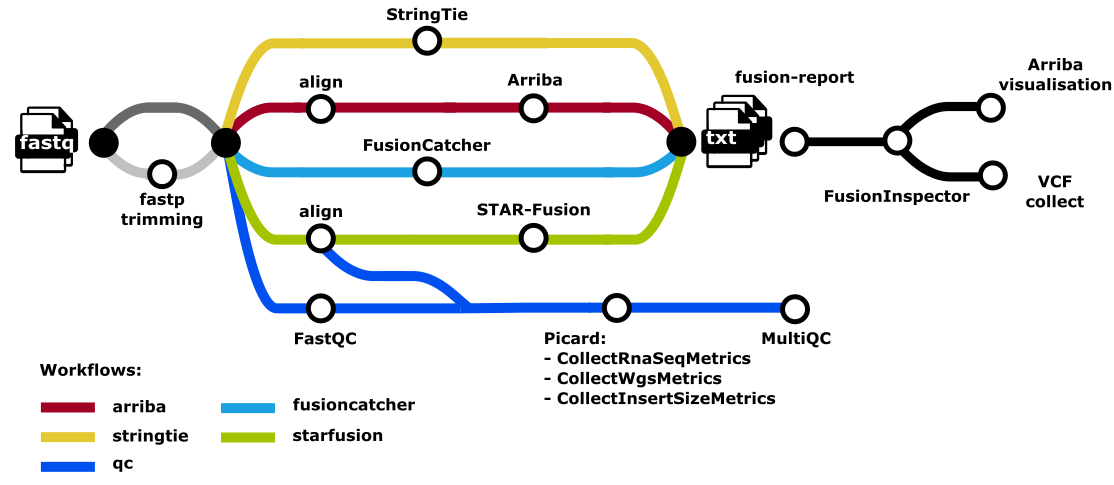 StringTie
align
Arriba
fusion-report
Arriba
visualisation
fastq
txt
FusionCatcher
fastp
trimming
align
STAR-Fusion
FusionInspector
VCF
collect
FastQC
Picard:
- CollectRnaSeqMetrics
- CollectWgsMetrics
- CollectInsertSizeMetrics
MultiQC
Workflows:
arriba
fusioncatcher
stringtie
starfusion
qc